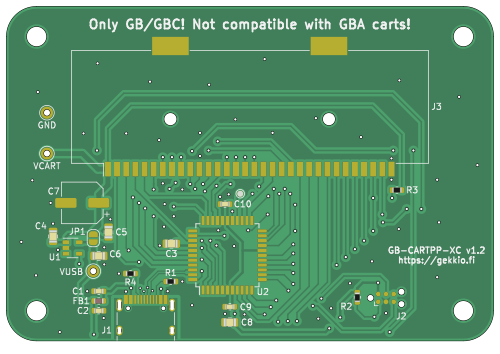 Only GB/GBC! Not compatible with GBA carts!
J3
GND
VCART
R3
C7
+
C10
C4
JP1
C5
GB-CARTPP-XC v1.2
https://gekkio.fi
C3
C6
U1
VUSB
R4
R1
U2
C1
FB1
C2
C9
C8
R2
J2
J1